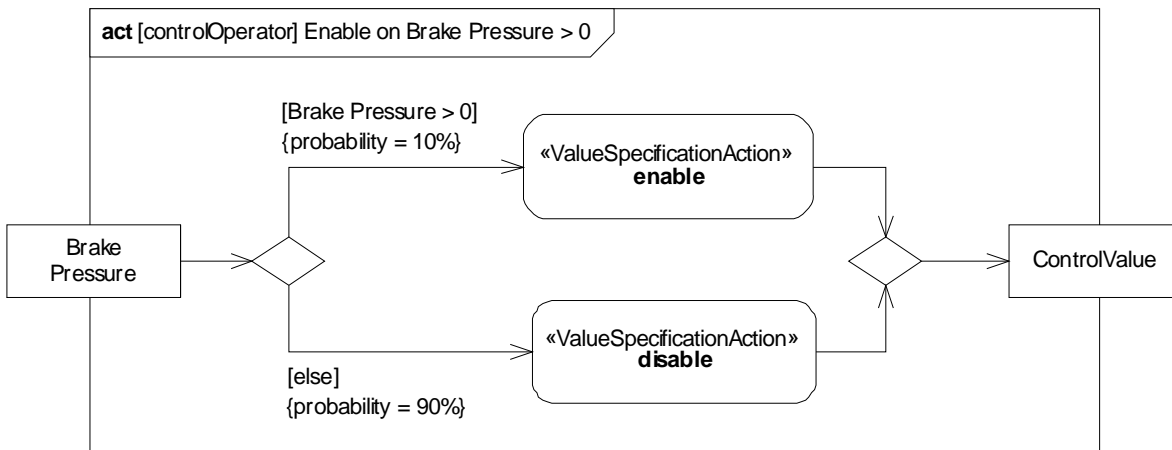 act [controlOperator] Enable on Brake Pressure > 0
[Brake Pressure > 0]
{probability = 10%}
«ValueSpecificationAction»
enable
Brake
Pressure
ControlValue
«ValueSpecificationAction»
disable
[else]
{probability = 90%}